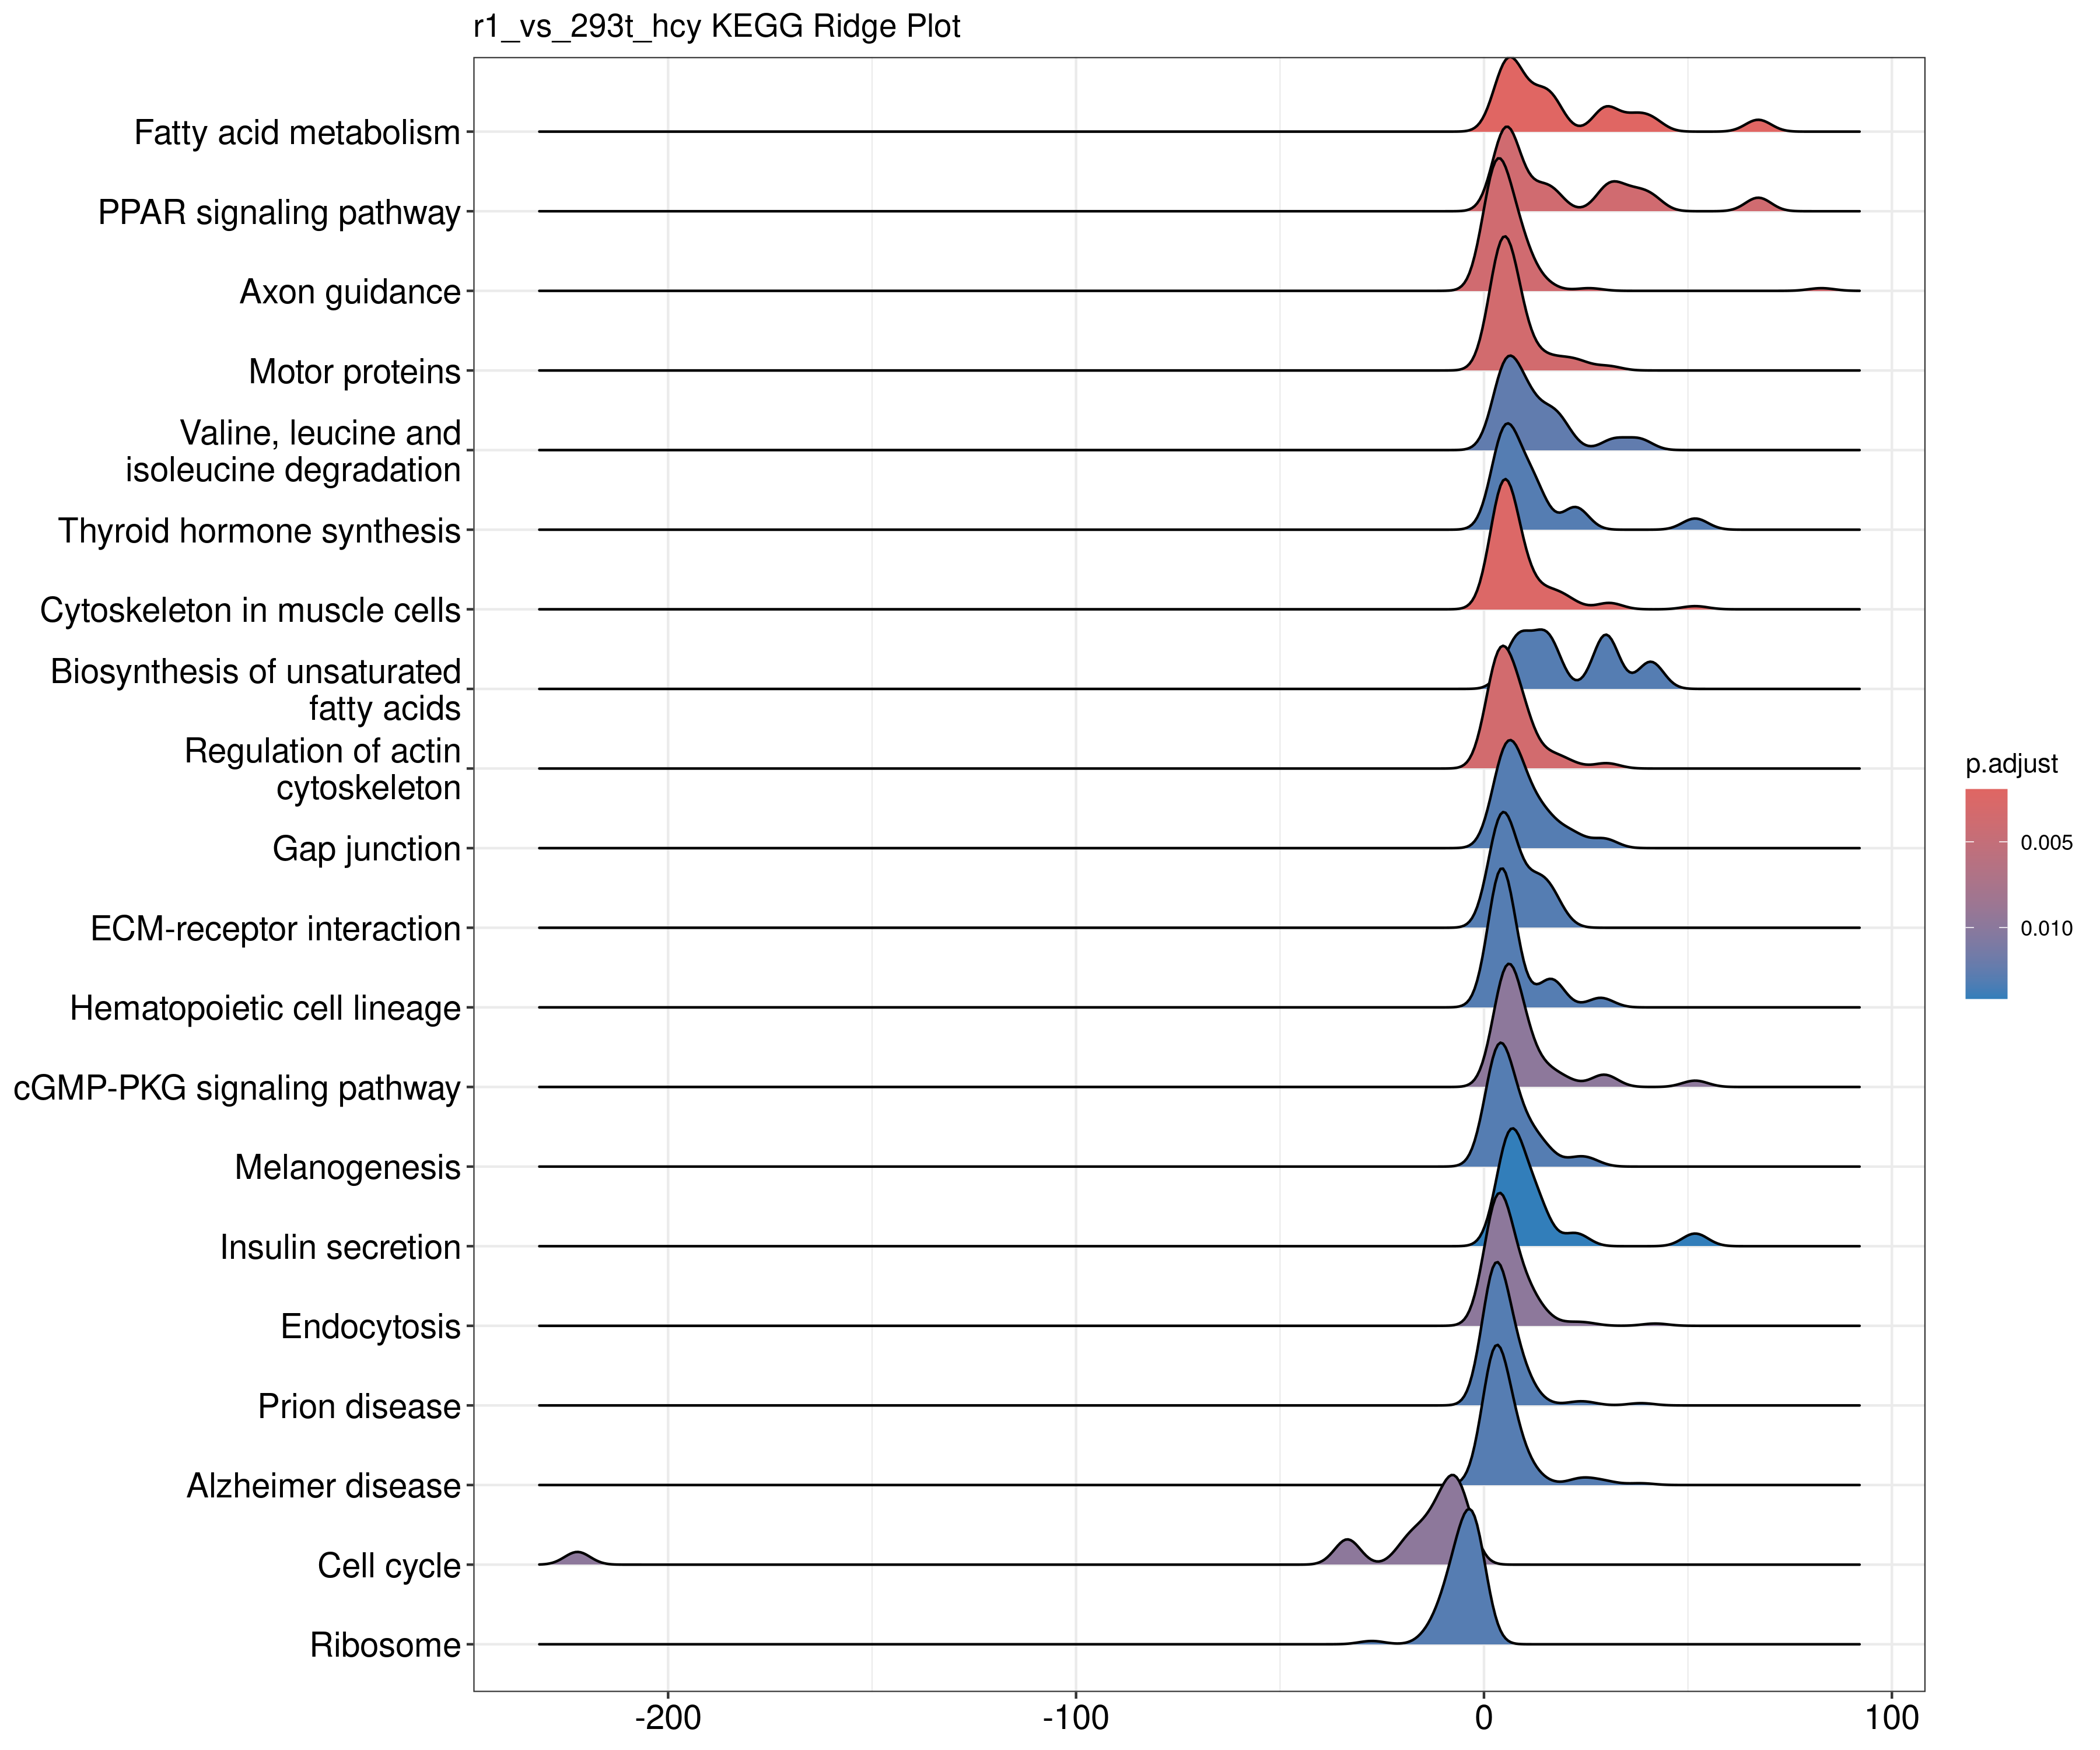 r1_vs_293t_hcy KEGG Ridge Plot
Fatty acid metabolism
PPAR signaling pathway
Axon guidance
Motor proteins
Valine, leucine and
isoleucine degradation
Thyroid hormone synthesis
Cytoskeleton in muscle cells
Biosynthesis of unsaturated
fatty acids
Regulation of actin
cytoskeleton
Gap junction
ECM-receptor interaction
Hematopoietic cell lineage
cGMP-PKG signaling pathway
Melanogenesis
Insulin secretion
Endocytosis
Prion disease
Alzheimer disease
Cell cycle
Ribosome
-200 -100 0 100
p.adjust
0.005
0.010